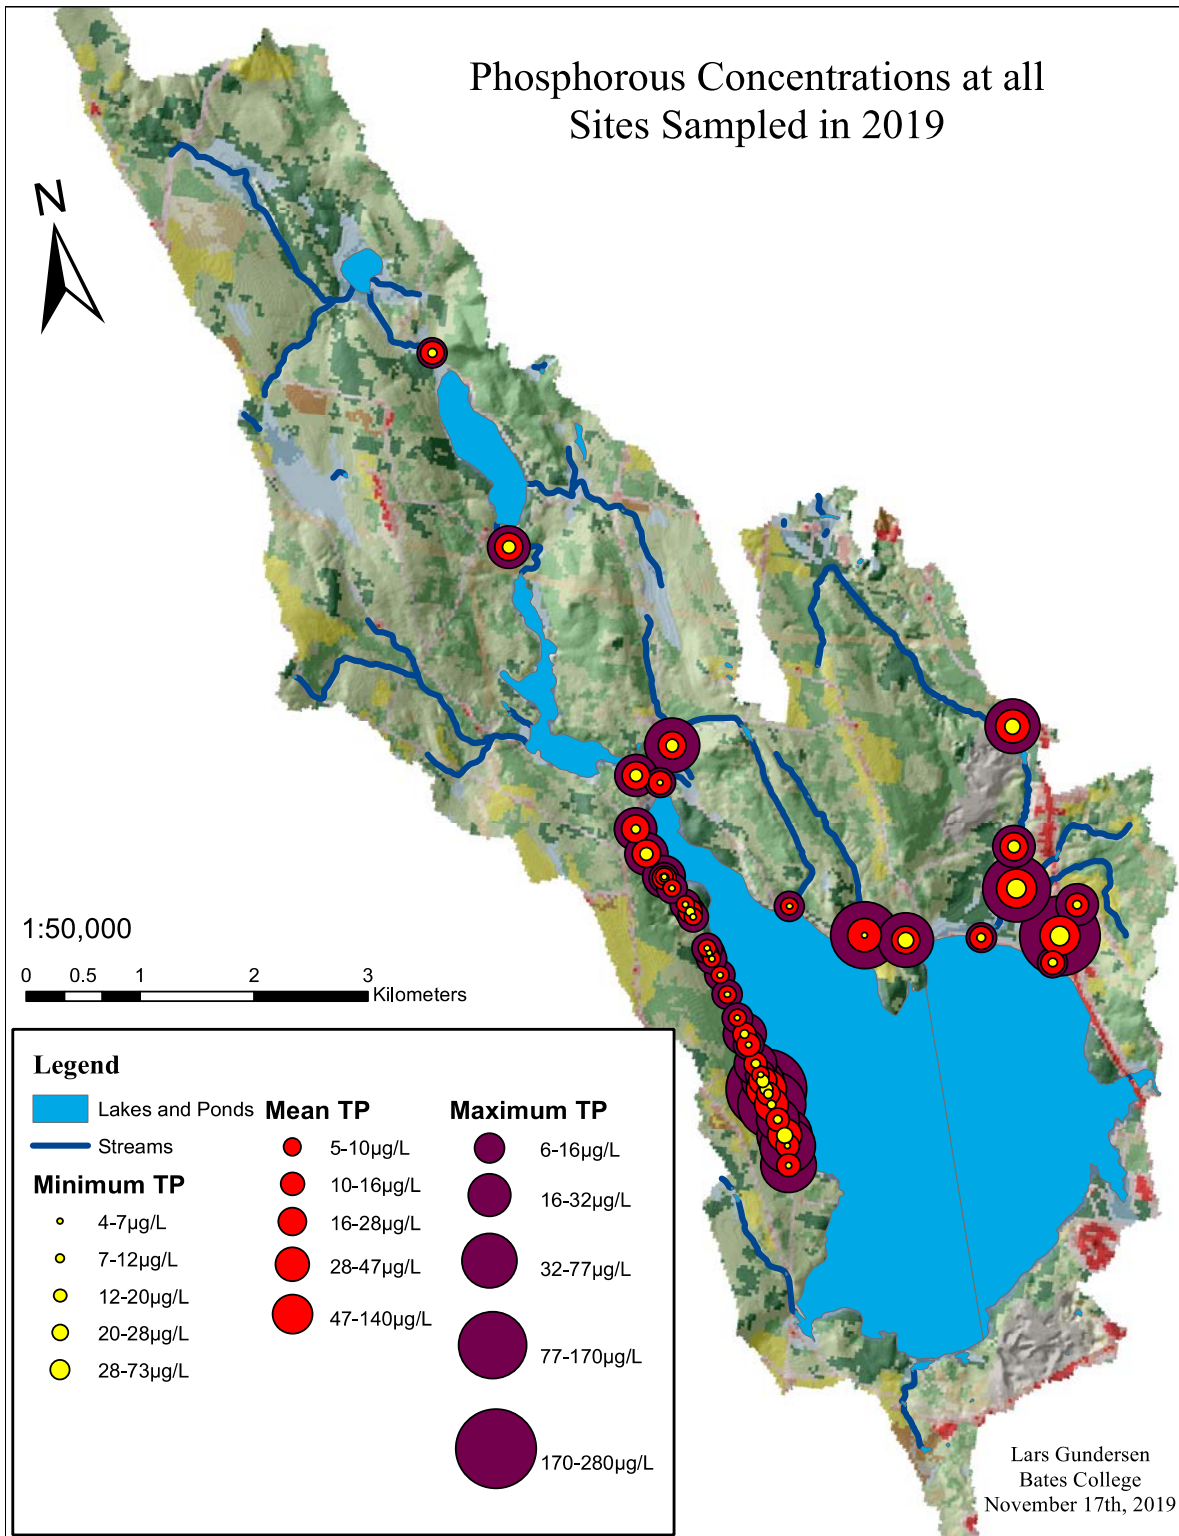 Phosphorous Concentrations at all
Sites Sampled in 2019
N
1:50,000
0 0.5 1 2 3
Kilometers
Legend
Lakes and Ponds
Streams
Minimum TP
4-7µg/L
7-12µg/L
12-20µg/L
20-28µg/L
28-73µg/L
Mean TP
5-10µg/L
10-16µg/L
16-28µg/L
28-47µg/L
47-140µg/L
Maximum TP
6-16µg/L
16-32µg/L
32-77µg/L
77-170µg/L
170-280µg/L
Lars Gundersen
Bates College
November 17th, 2019